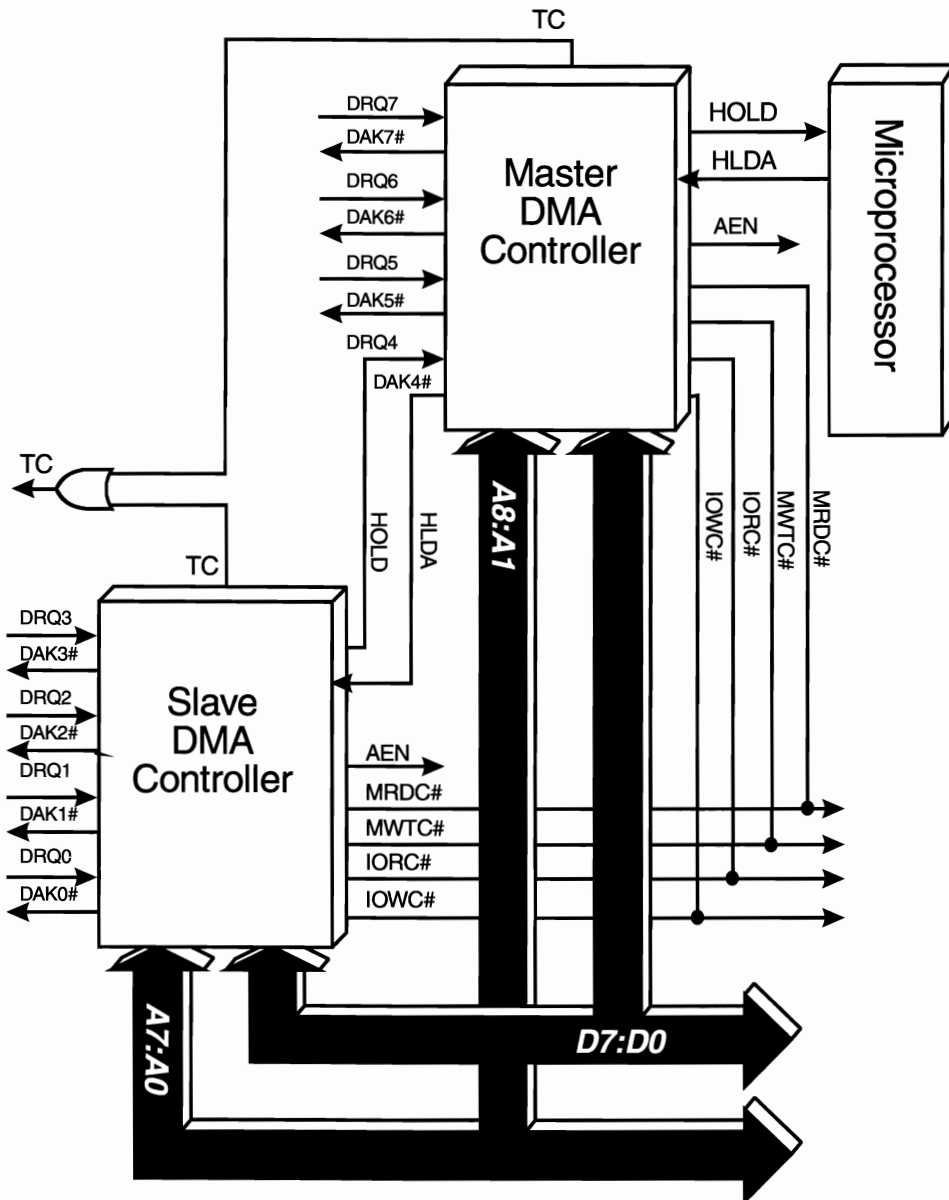 TC
DRQ7
DAK7#
DRQ6
DAK6#
DRQ5
DAK5#
DRQ4
DAK4#
Master
DMA
Controller
HOLD
HLDA
AEN
Microprocessor
TC
TC
HOLD
HLDA
A8:A1
IOWC#
IORC#
MWTC#
MRDC#
DRQ3
DAK3#
DRQ2
DAK2#
DRQ1
DAK1#
DRQ0
DAK0#
Slave
DMA
Controller
AEN
MRDC#
MWTC#
IORC#
IOWC#
A7:A0
D7:D0